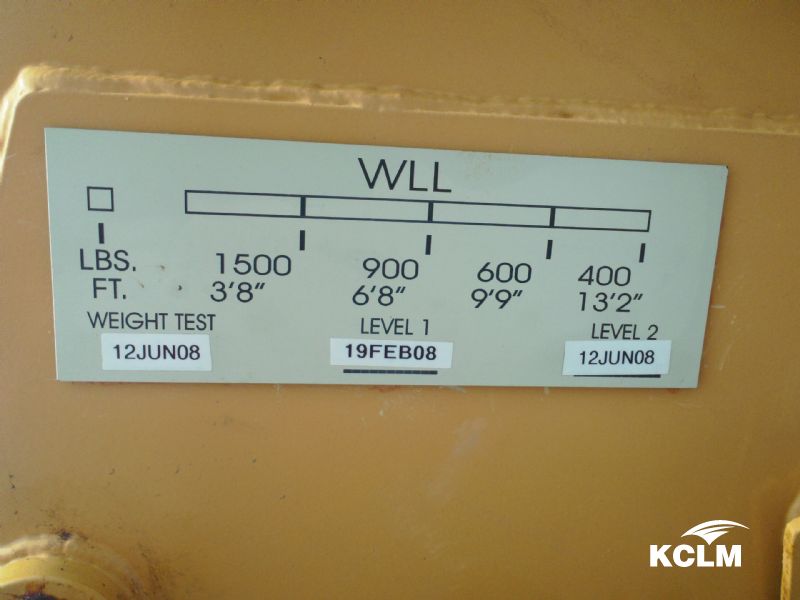 WLL
LBS. 1500 900 600 400
FT. 3'8" 6'8" 9'9" 13'2"
WEIGHT TEST LEVEL 1 LEVEL 2
12JUN08 19FEB08 12JUN08
KCLM